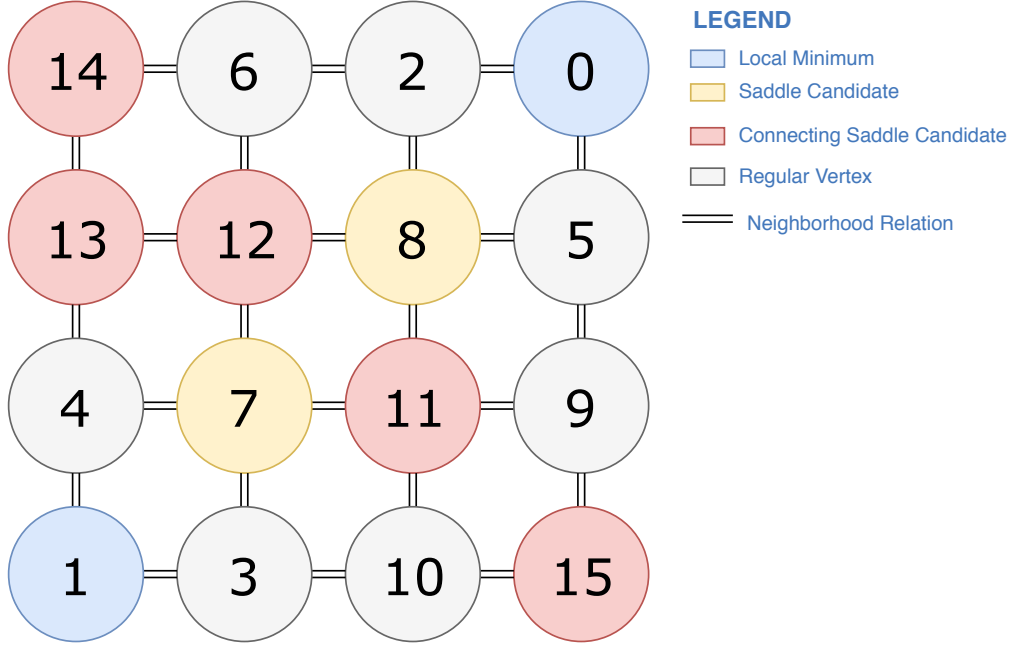 14 6 2 0
13 12 8 5
4 7 11 9
1 3 10 15
LEGEND
Local Minimum
Saddle Candidate
Connecting Saddle Candidate
Regular Vertex
Neighborhood Relation